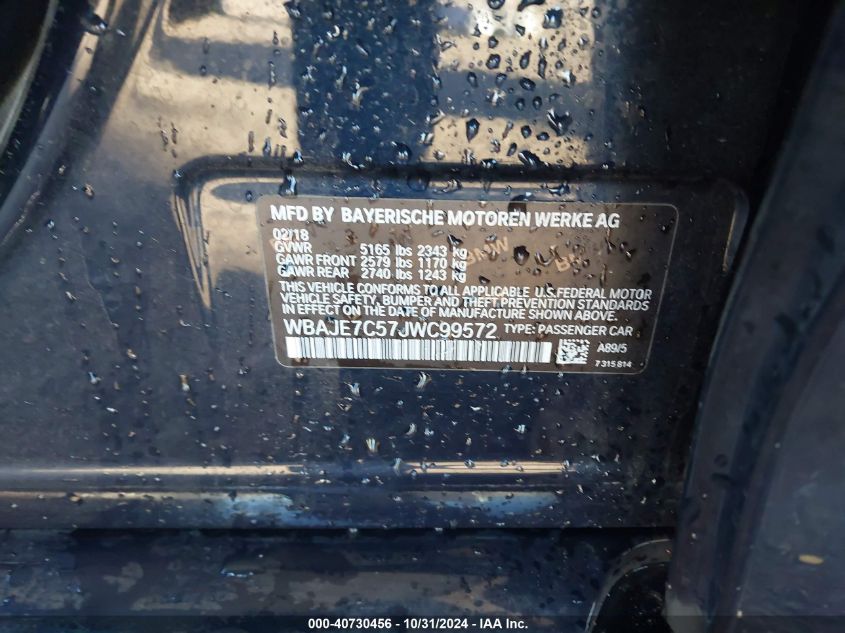 MFD BY BAYERISCHE MOTOREN WERKE AG
02/18
GVWR 5165 lbs 2343 kg
GAWR FRONT 2579 lbs 1170 kg
GAWR REAR 2740 lbs 1243 kg
THIS VEHICLE CONFORMS TO ALL APPLICABLE U.S. FEDERAL MOTOR
VEHICLE SAFETY, BUMPER AND THEFT PREVENTION STANDARDS
IN EFFECT ON THE DATE OF MANUFACTURE SHOWN ABOVE.
WBAJE7C57JWC99572 TYPE: PASSENGER CAR
A89/5
7 315 814
000-40730456 - 10/31/2024 - IAA Inc.